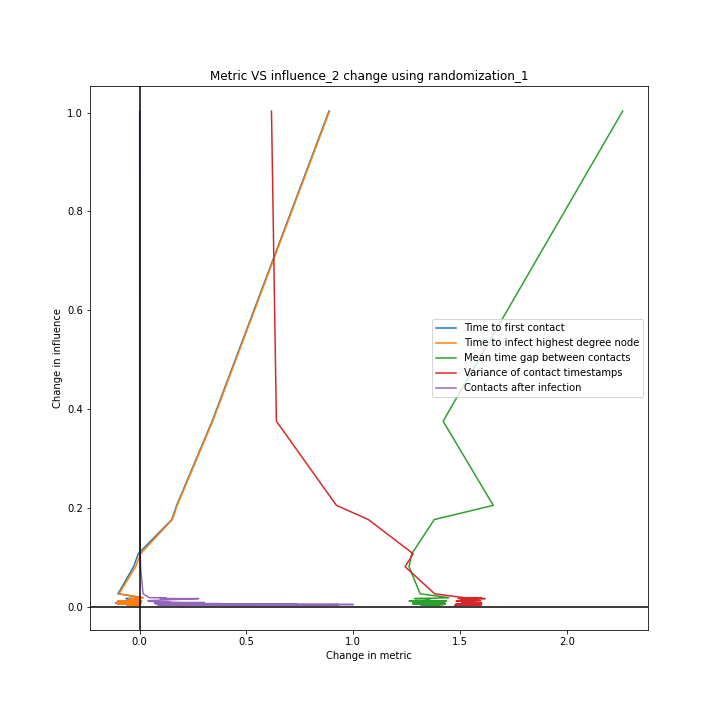 Metric VS influence_2 change using randomization_1
1.0
0.8
0.6
0.4
0.2
0.0
Change in influence
Time to first contact
Time to infect highest degree node
Mean time gap between contacts
Variance of contact timestamps
Contacts after infection
0.0
0.5
1.0
1.5
2.0
Change in metric